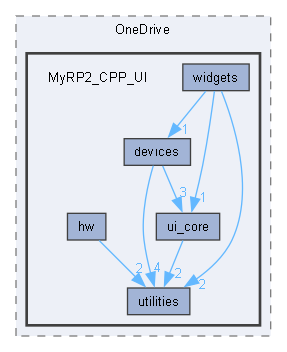 OneDrive
MyRP2_CPP_UI
widgets
1
devices
3
1
hw
ui_core
2
4
2
2
utilities